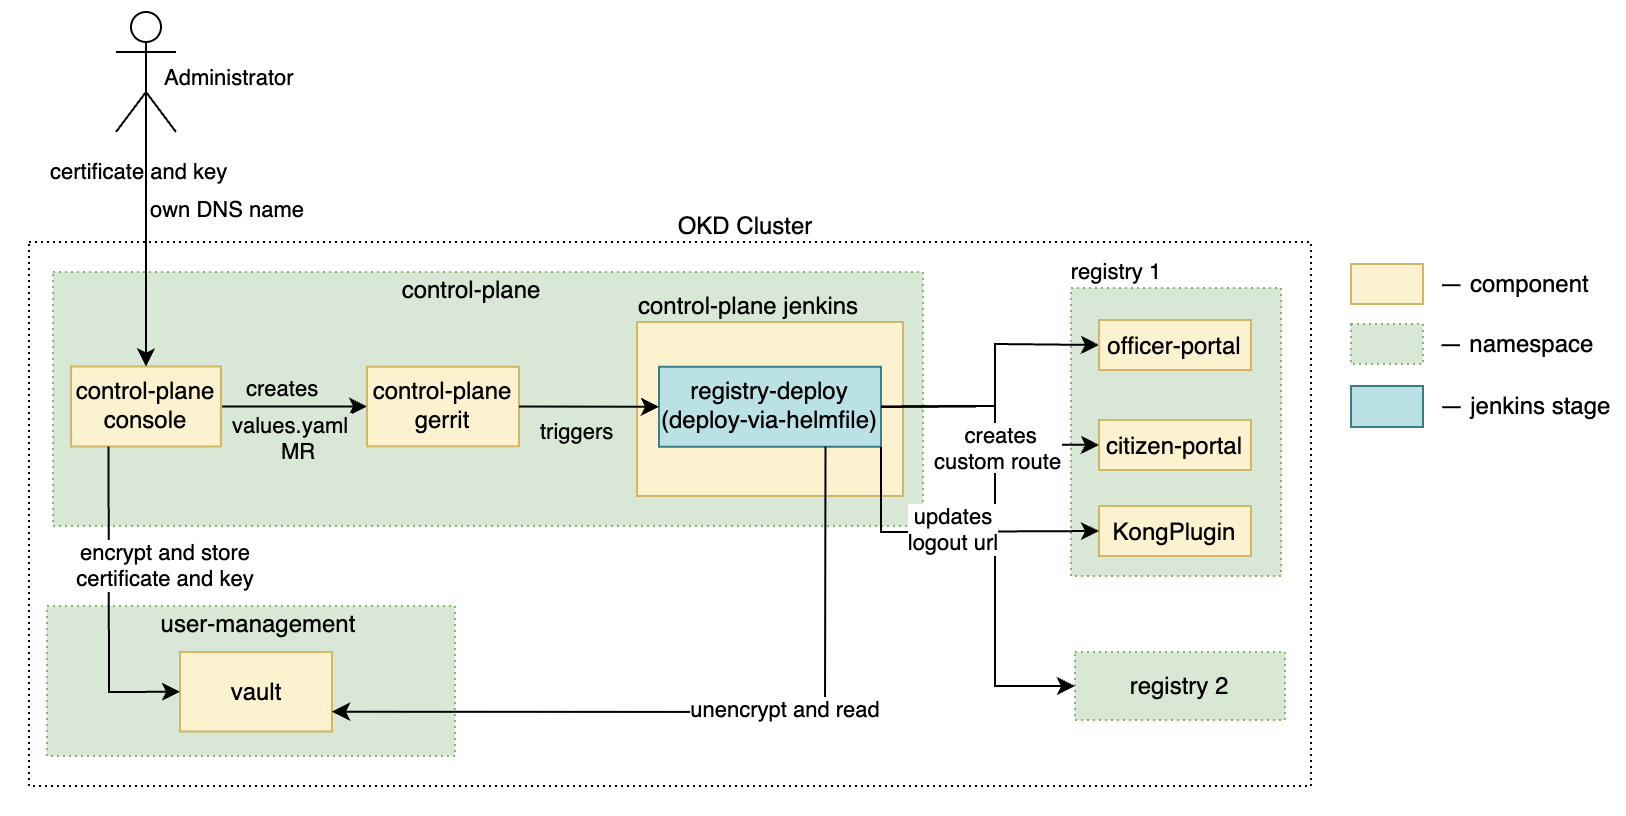 Administrator
certificate and key
own DNS name
OKD Cluster
control-plane
control-plane jenkins
registry 1
control-plane
console
creates
values.yaml
MR
control-plane
gerrit
triggers
registry-deploy
(deploy-via-helmfile)
officer-portal
creates
custom route
citizen-portal
updates
logout url
KongPlugin
encrypt and store
certificate and key
user-management
vault
unencrypt and read
registry 2
— component
— namespace
— jenkins stage